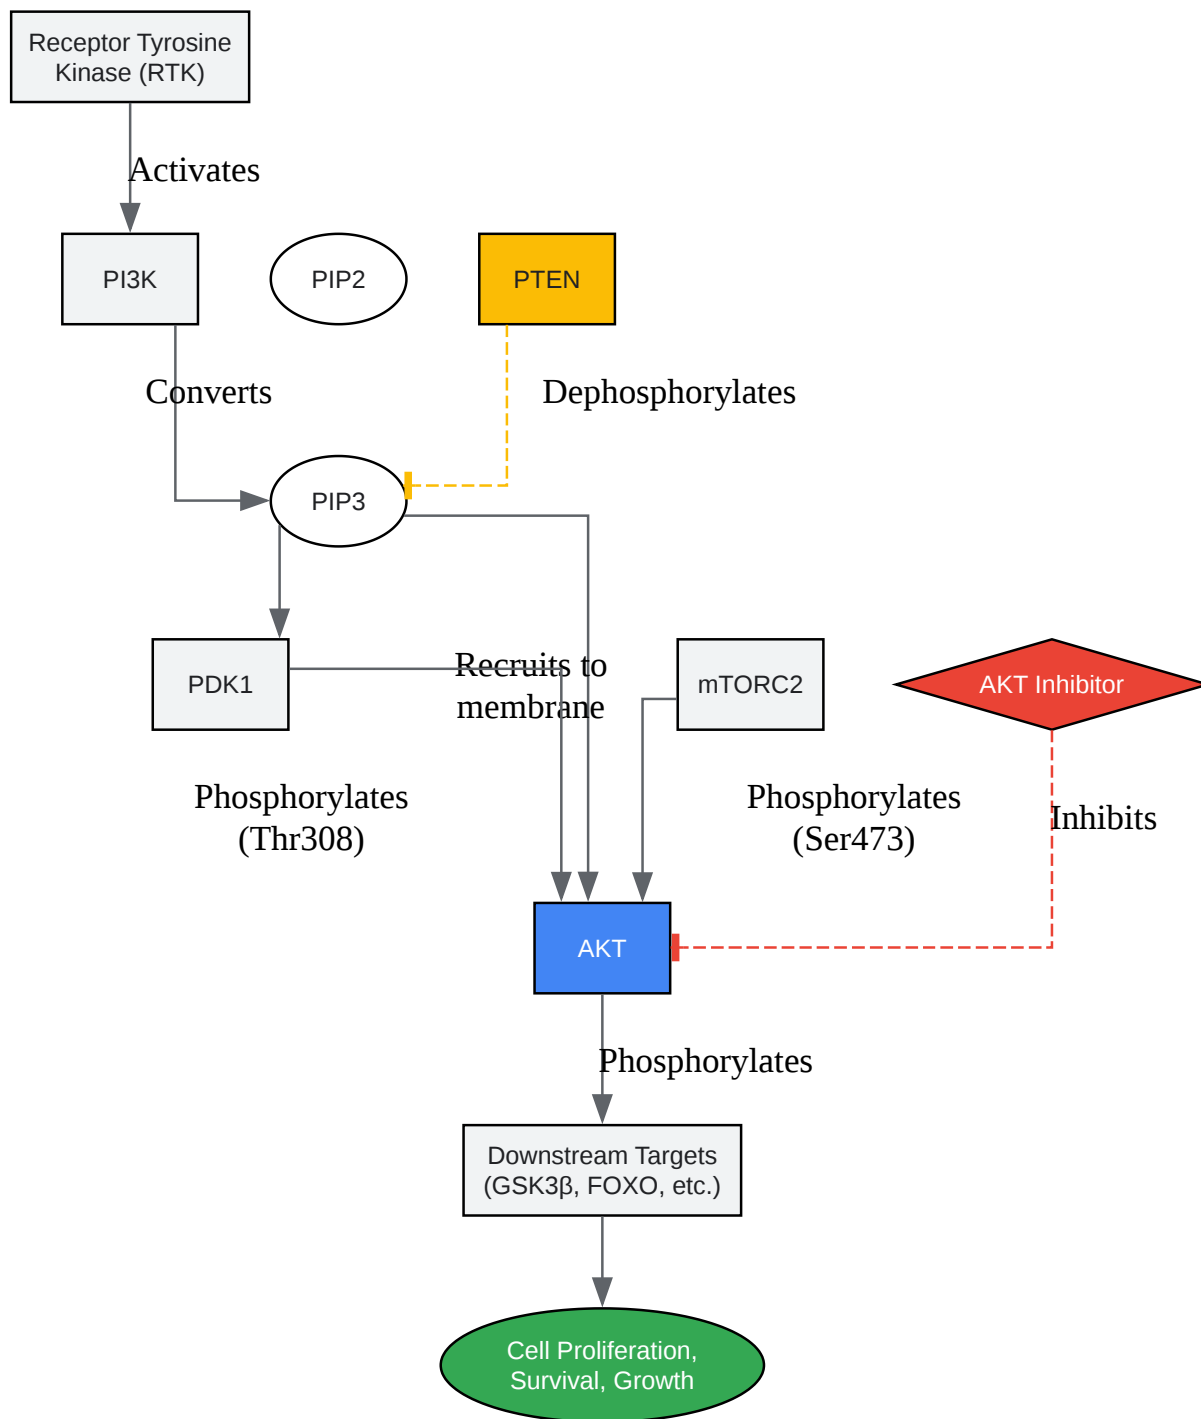 Receptor Tyrosine
Kinase (RTK)
Activates
PI3K
PIP2
PTEN
Converts
Dephosphorylates
PIP3
PDK1
Recruits to
membrane
mTORC2
AKT Inhibitor
Phosphorylates
(Thr308)
Phosphorylates
(Ser473)
Inhibits
AKT
Phosphorylates
Downstream Targets
(GSK3β, FOXO, etc.)
Cell Proliferation,
Survival, Growth